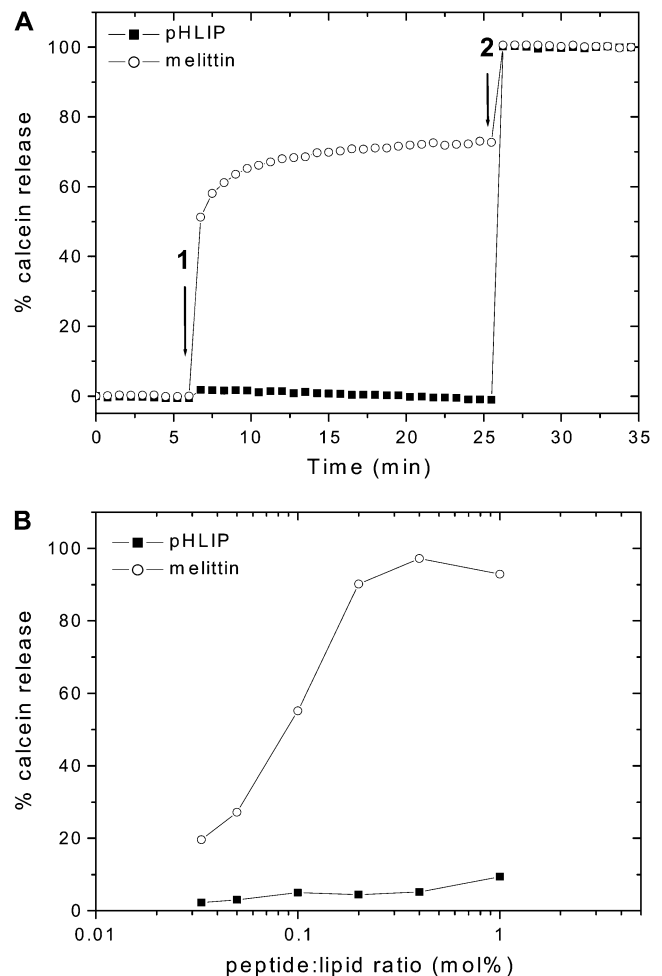 A
pHLIP
melittin
1
2
% calcein release
100
80
60
40
20
0
0 5 10 15 20 25 30 35
Time (min)
B
pHLIP
melittin
% calcein release
100
80
60
40
20
0
0.01 0.1 1
peptide:lipid ratio (mol%)